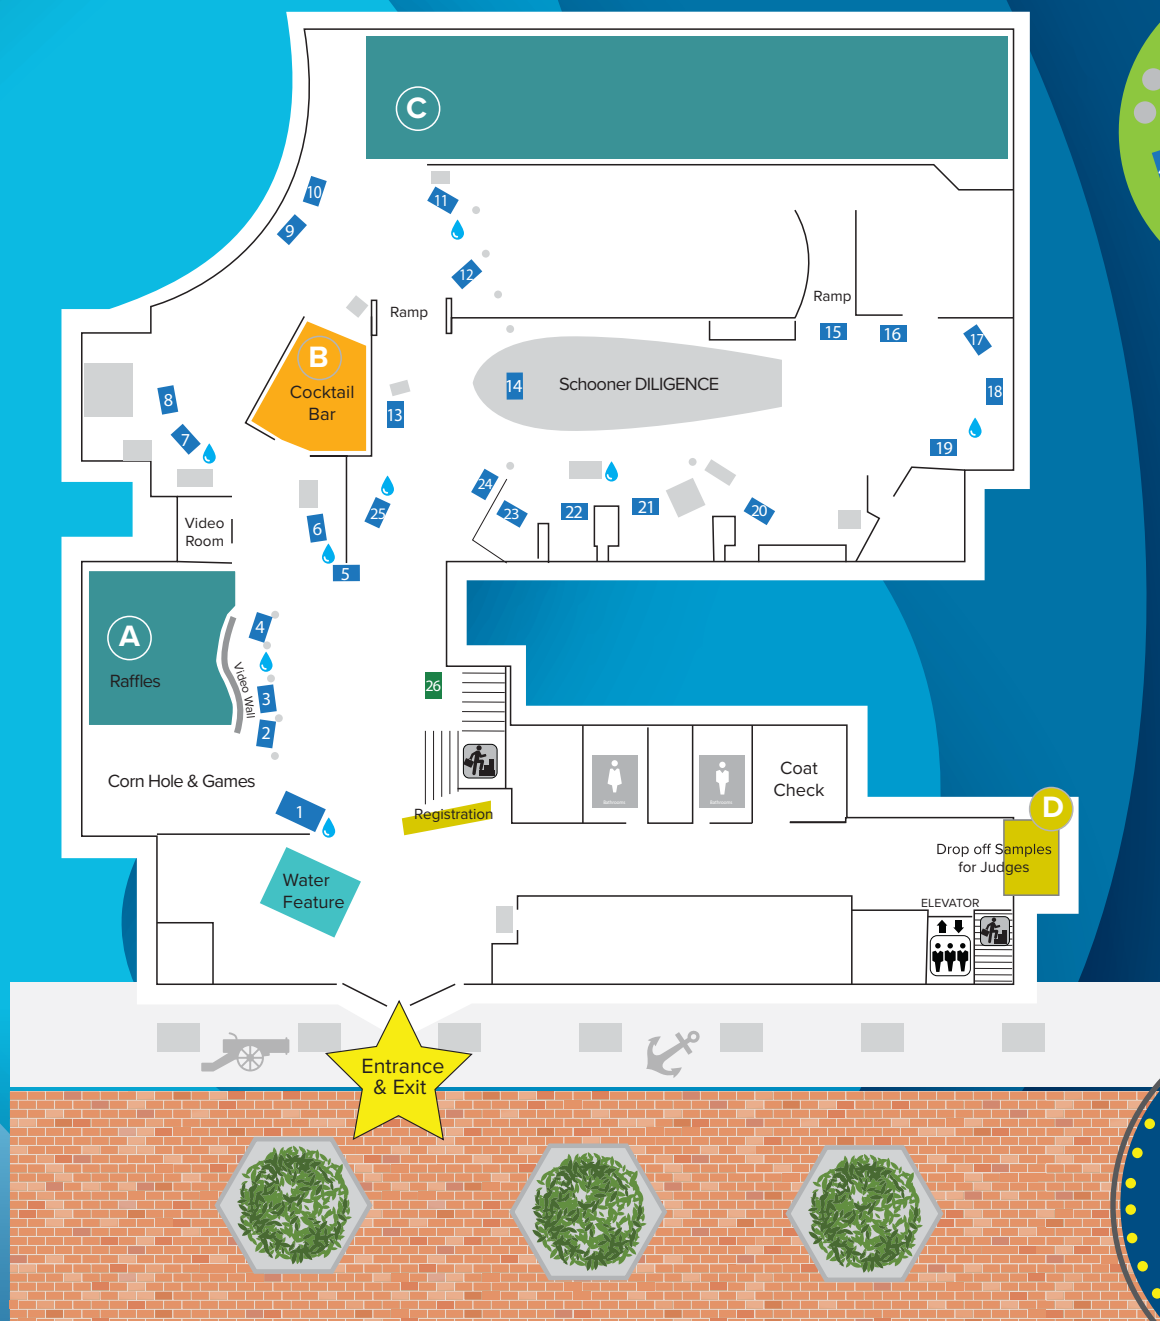 C
10
11
9
12
Ramp
Ramp
15
16
17
B
Cocktail
Bar
14
Schooner DILIGENCE
18
8
13
7
19
24
25
23
22
21
20
Video
Room
6
5
A
Raffles
4
Video Wall
3
2
26
Corn Hole & Games
1
Registration
Bathrooms
Bathrooms
Coat
Check
D
Drop off Samples
for Judges
Water
Feature
ELEVATOR
Entrance
& Exit